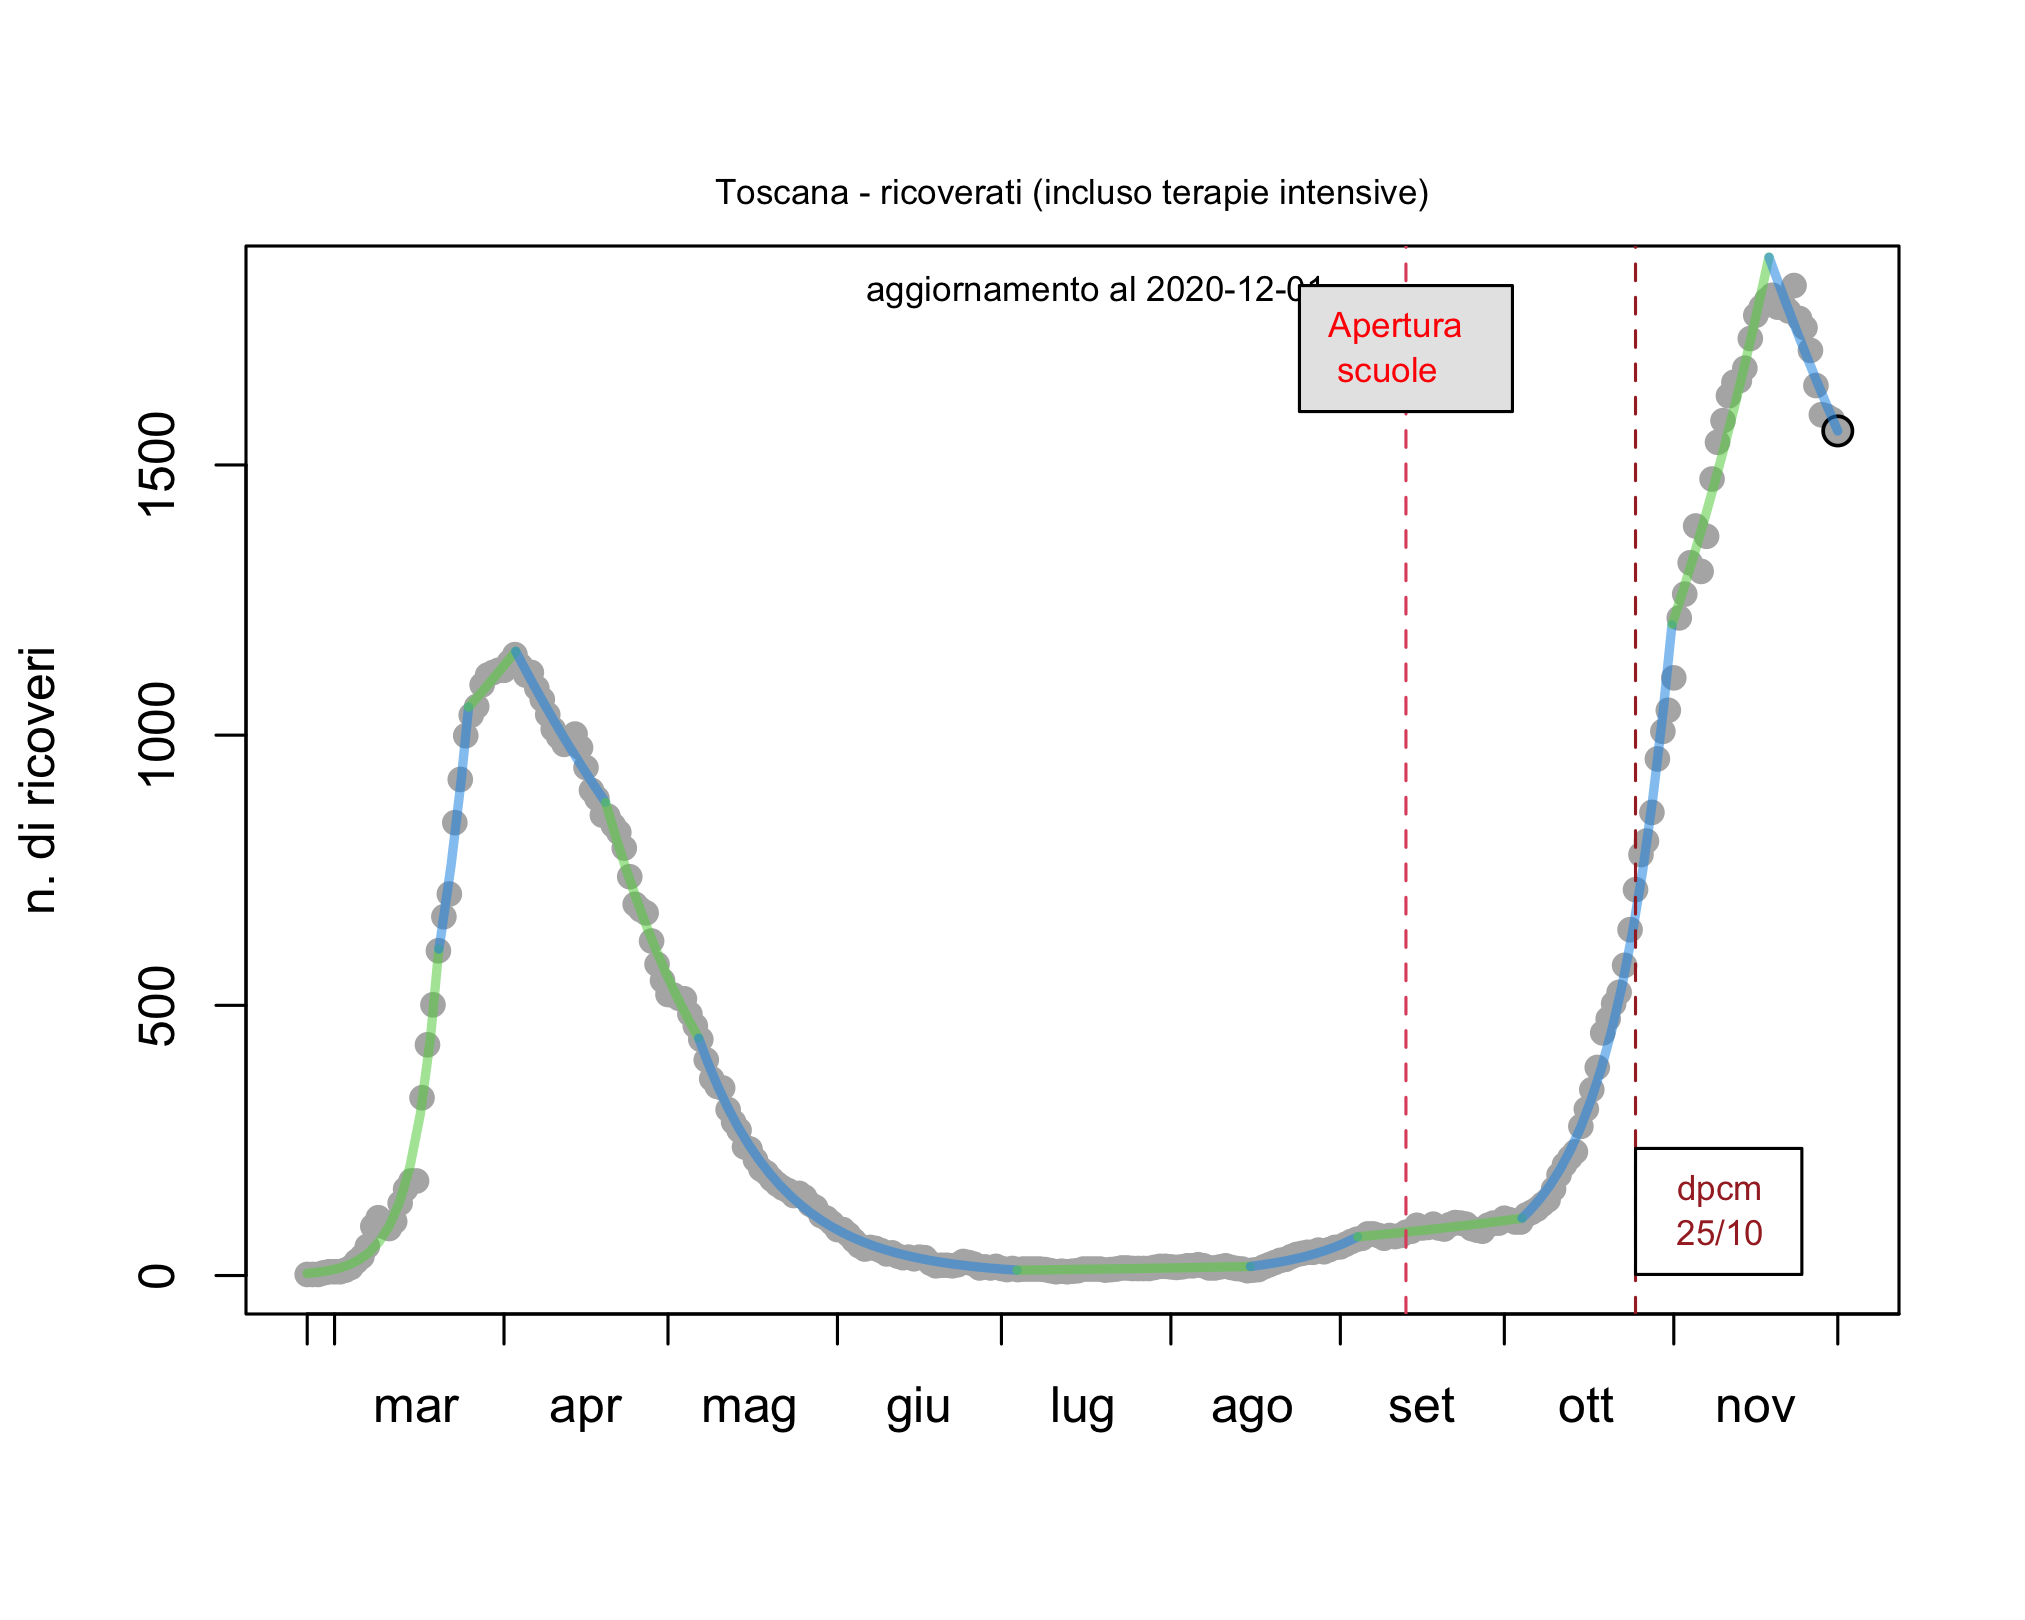 Toscana - ricoverati (incluso terapie intensive)
aggiornamento al 2020-12-01
Apertura
scuole
n. di ricoveri
1500
1000
500
0
dpcm
25/10
mar apr mag giu lug ago set ott nov